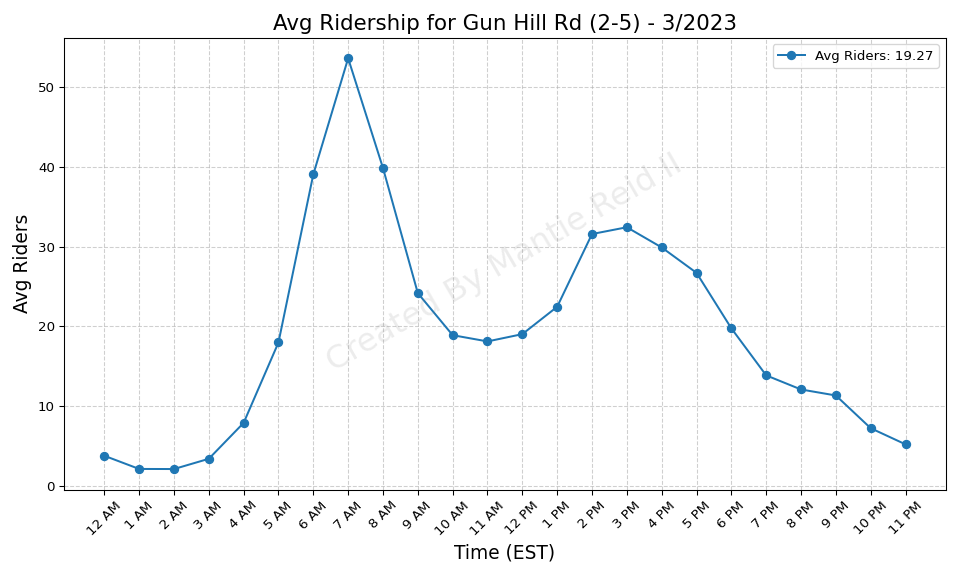 Avg Ridership for Gun Hill Rd (2-5) - 3/2023
Avg Riders: 19.27
50
40
30
20
10
0
Avg Riders
Created By Mantie Reid II
12 AM
1 AM
2 AM
3 AM
4 AM
5 AM
6 AM
7 AM
8 AM
9 AM
10 AM
11 AM
12 PM
1 PM
2 PM
3 PM
4 PM
5 PM
6 PM
7 PM
8 PM
9 PM
10 PM
11 PM
Time (EST)